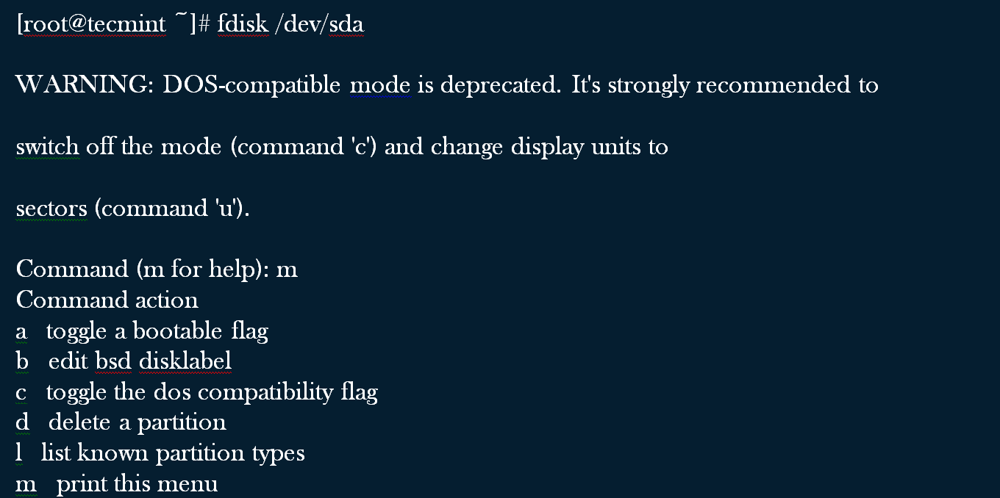 [root@tecmint ~]# fdisk /dev/sda
WARNING: DOS-compatible mode is deprecated. It's strongly recommended to
switch off the mode (command 'c') and change display units to
sectors (command 'u').
Command (m for help): m
Command action
a toggle a bootable flag
b edit bsd disklabel
c toggle the dos compatibility flag
d delete a partition
l list known partition types
m print this menu